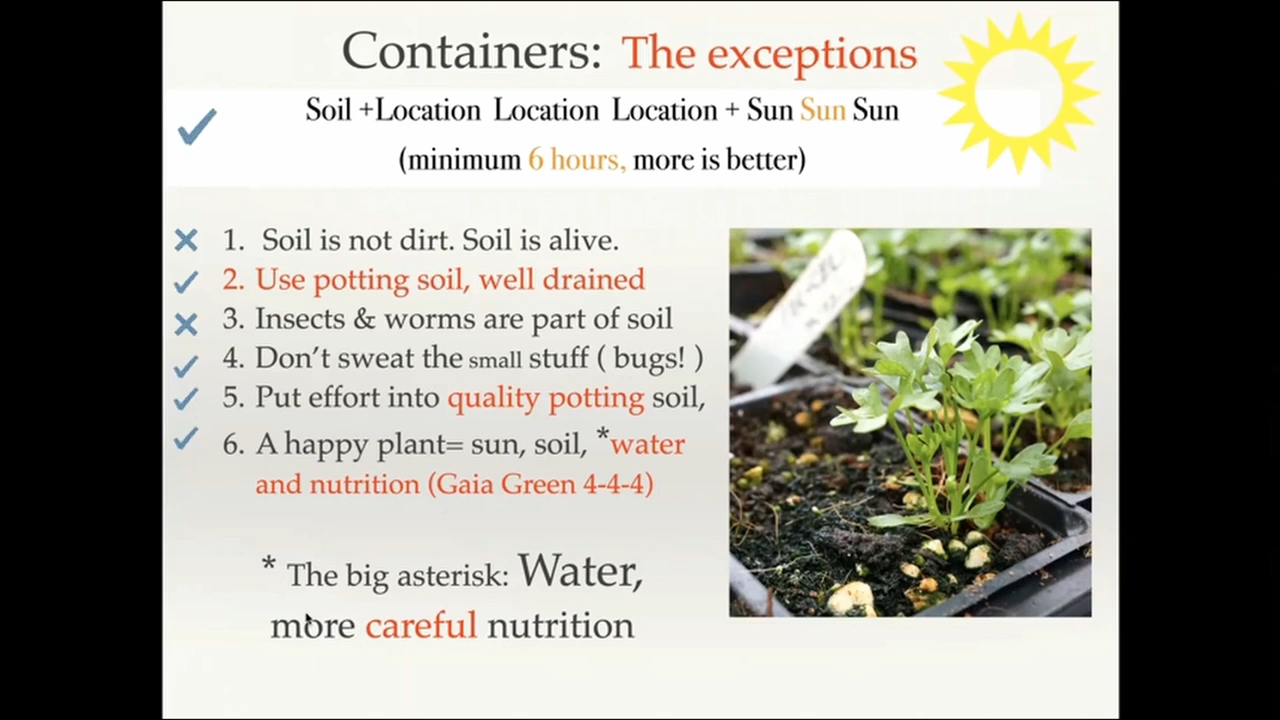 Containers: The exceptions
Soil +Location Location Location + Sun Sun Sun
(minimum 6 hours, more is better)
1. Soil is not dirt. Soil is alive.
2. Use potting soil, well drained
3. Insects & worms are part of soil
4. Don’t sweat the small stuff ( bugs! )
5. Put effort into quality potting soil,
6. A happy plant= sun, soil, *water
and nutrition (Gaia Green 4-4-4)
* The big asterisk: Water,
more careful nutrition